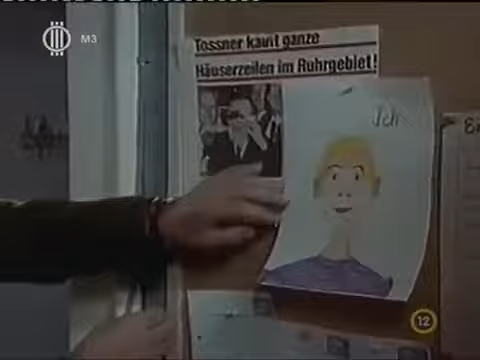 M3
Tossner kauft ganze
Häuserzeilen im Ruhrgebiet!
Ich
12